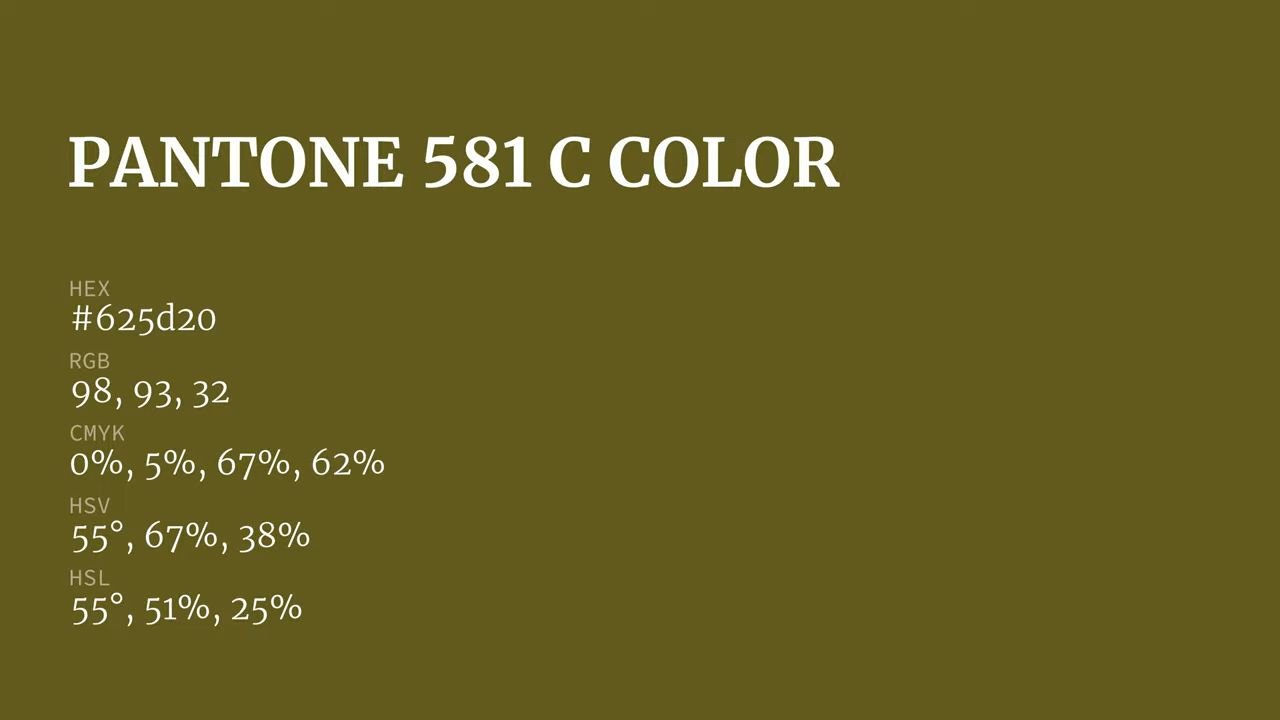 PANTONE 581 C COLOR
HEX
#625d20
RGB
98, 93, 32
CMYK
0%, 5%, 67%, 62%
HSV
55°, 67%, 38%
HSL
55°, 51%, 25%